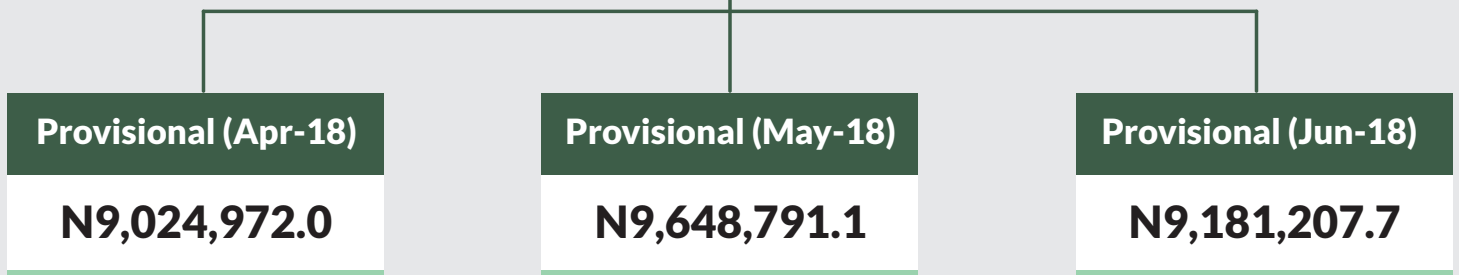 Provisional (Apr-18)
N9,024,972.0
Provisional (May-18)
N9,648,791.1
Provisional (Jun-18)
N9,181,207.7